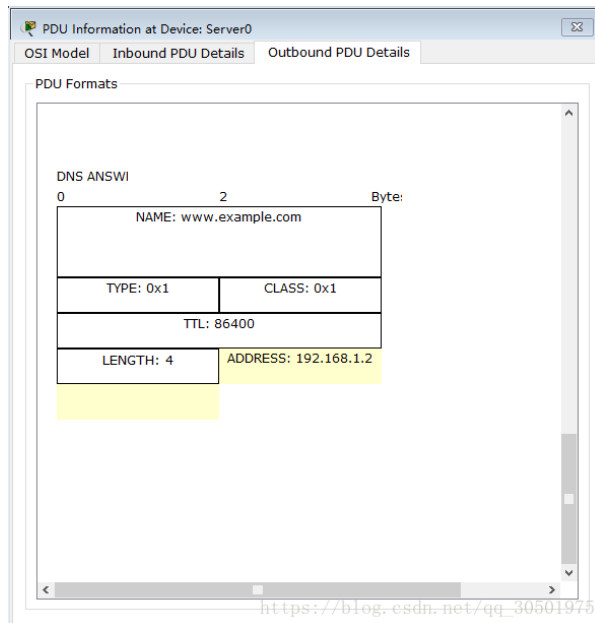 PDU Information at Device: Server0
OSI Model Inbound PDU Details Outbound PDU Details
PDU Formats
DNS ANSWI
0 2 Byte:
NAME: www.example.com
TYPE: 0x1 CLASS: 0x1
TTL: 86400
LENGTH: 4 ADDRESS: 192.168.1.2
https://blog.csdn.net/qq_30501975